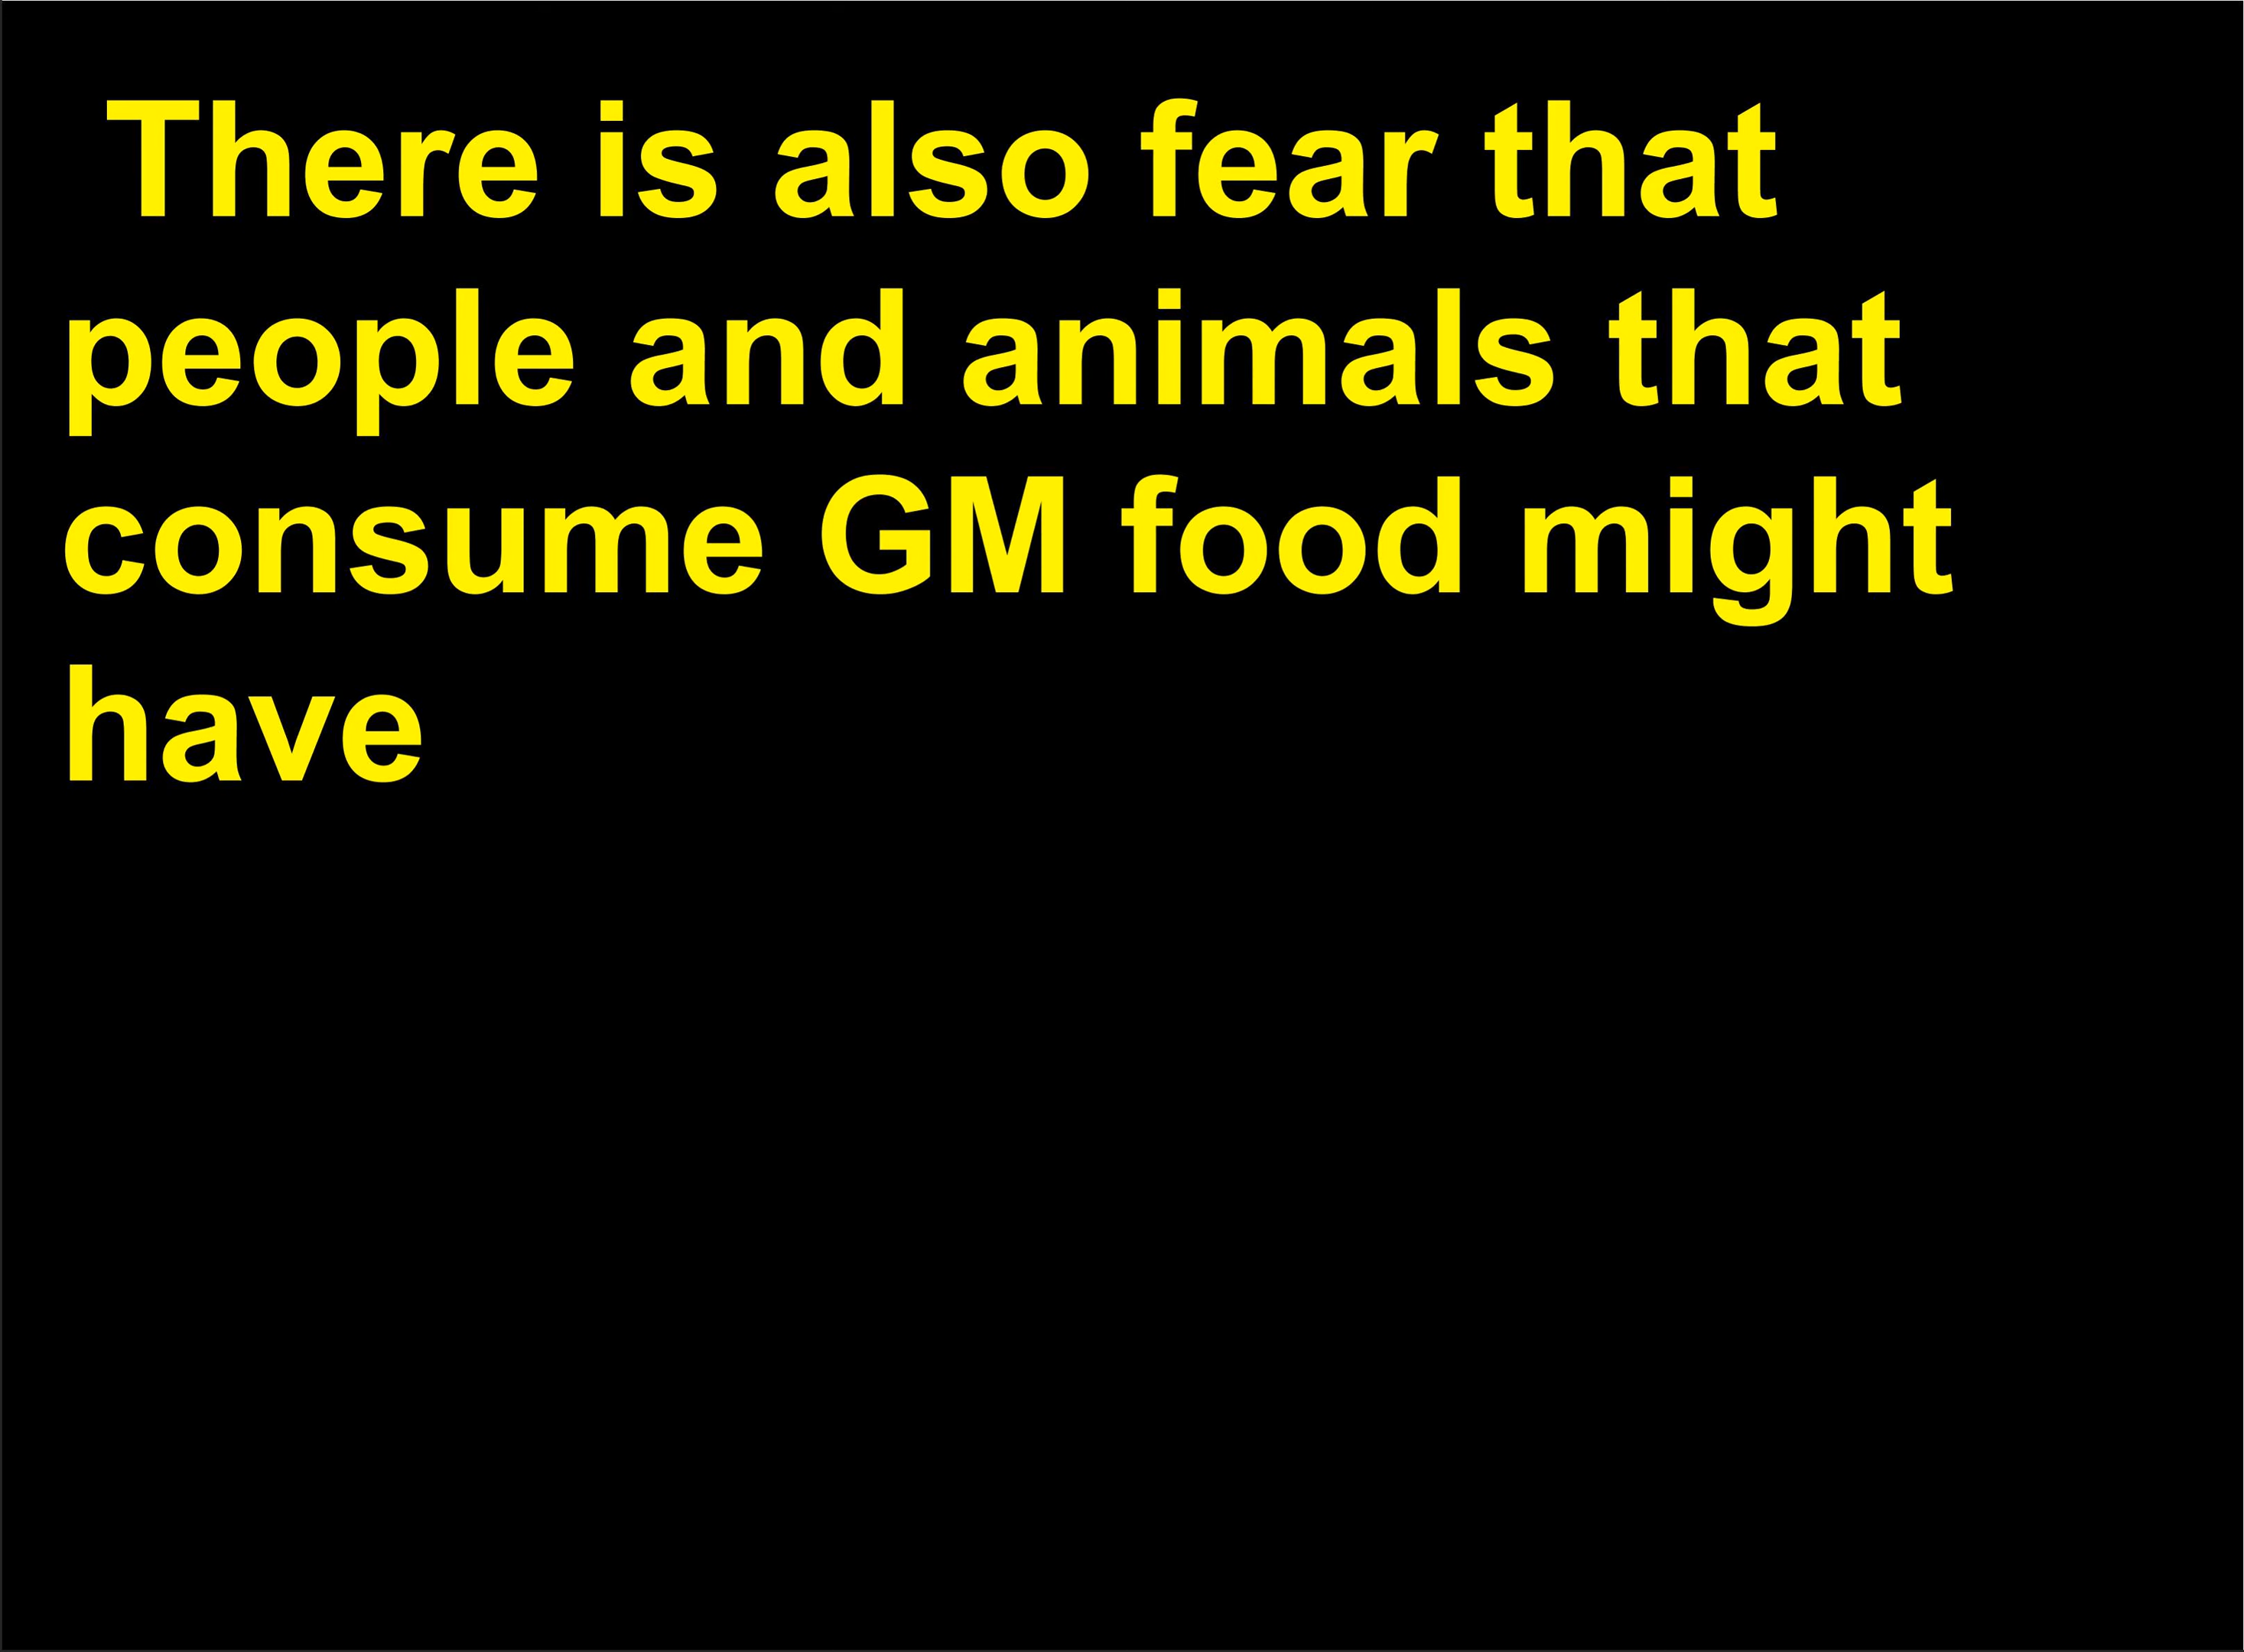 There is also fear that
people and animals that
consume GM food might
have